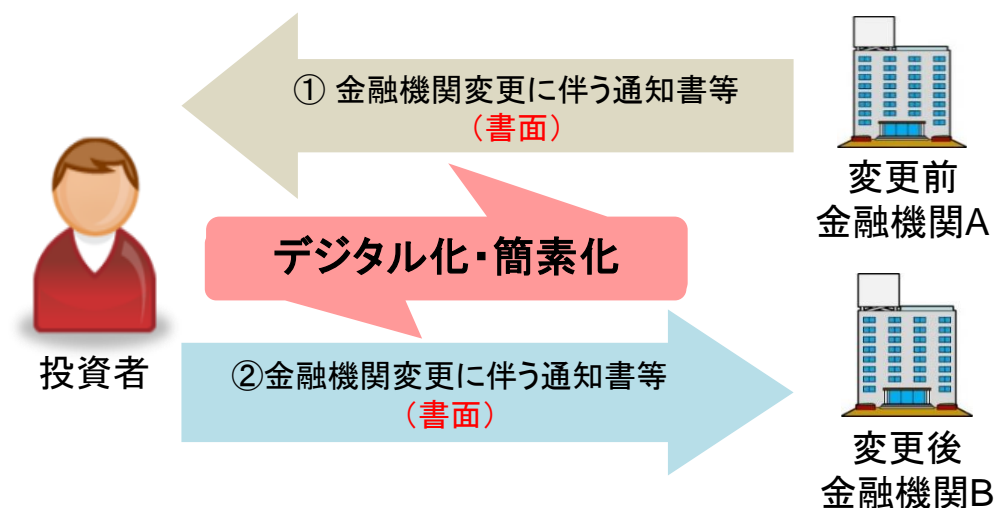 ① 金融機関変更に伴う通知書等
（書面）
変更前
金融機関A
デジタル化・簡素化
投資者
②金融機関変更に伴う通知書等
（書面）
変更後
金融機関B